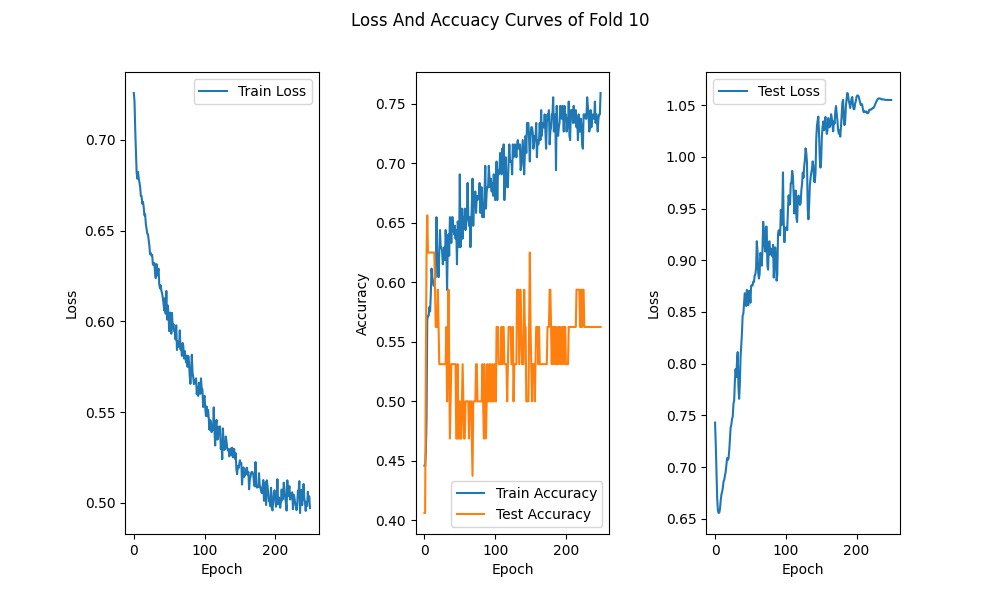 Loss And Accuacy Curves of Fold 10
Train Loss
0.70
0.65
0.60
0.55
0.50
Loss
0
100
200
Epoch
0.75
0.70
0.65
0.60
0.55
0.50
0.45
0.40
Accuracy
Train Accuracy
Test Accuracy
0
100
200
Epoch
Test Loss
1.05
1.00
0.95
0.90
0.85
0.80
0.75
0.70
0.65
Loss
0
100
200
Epoch